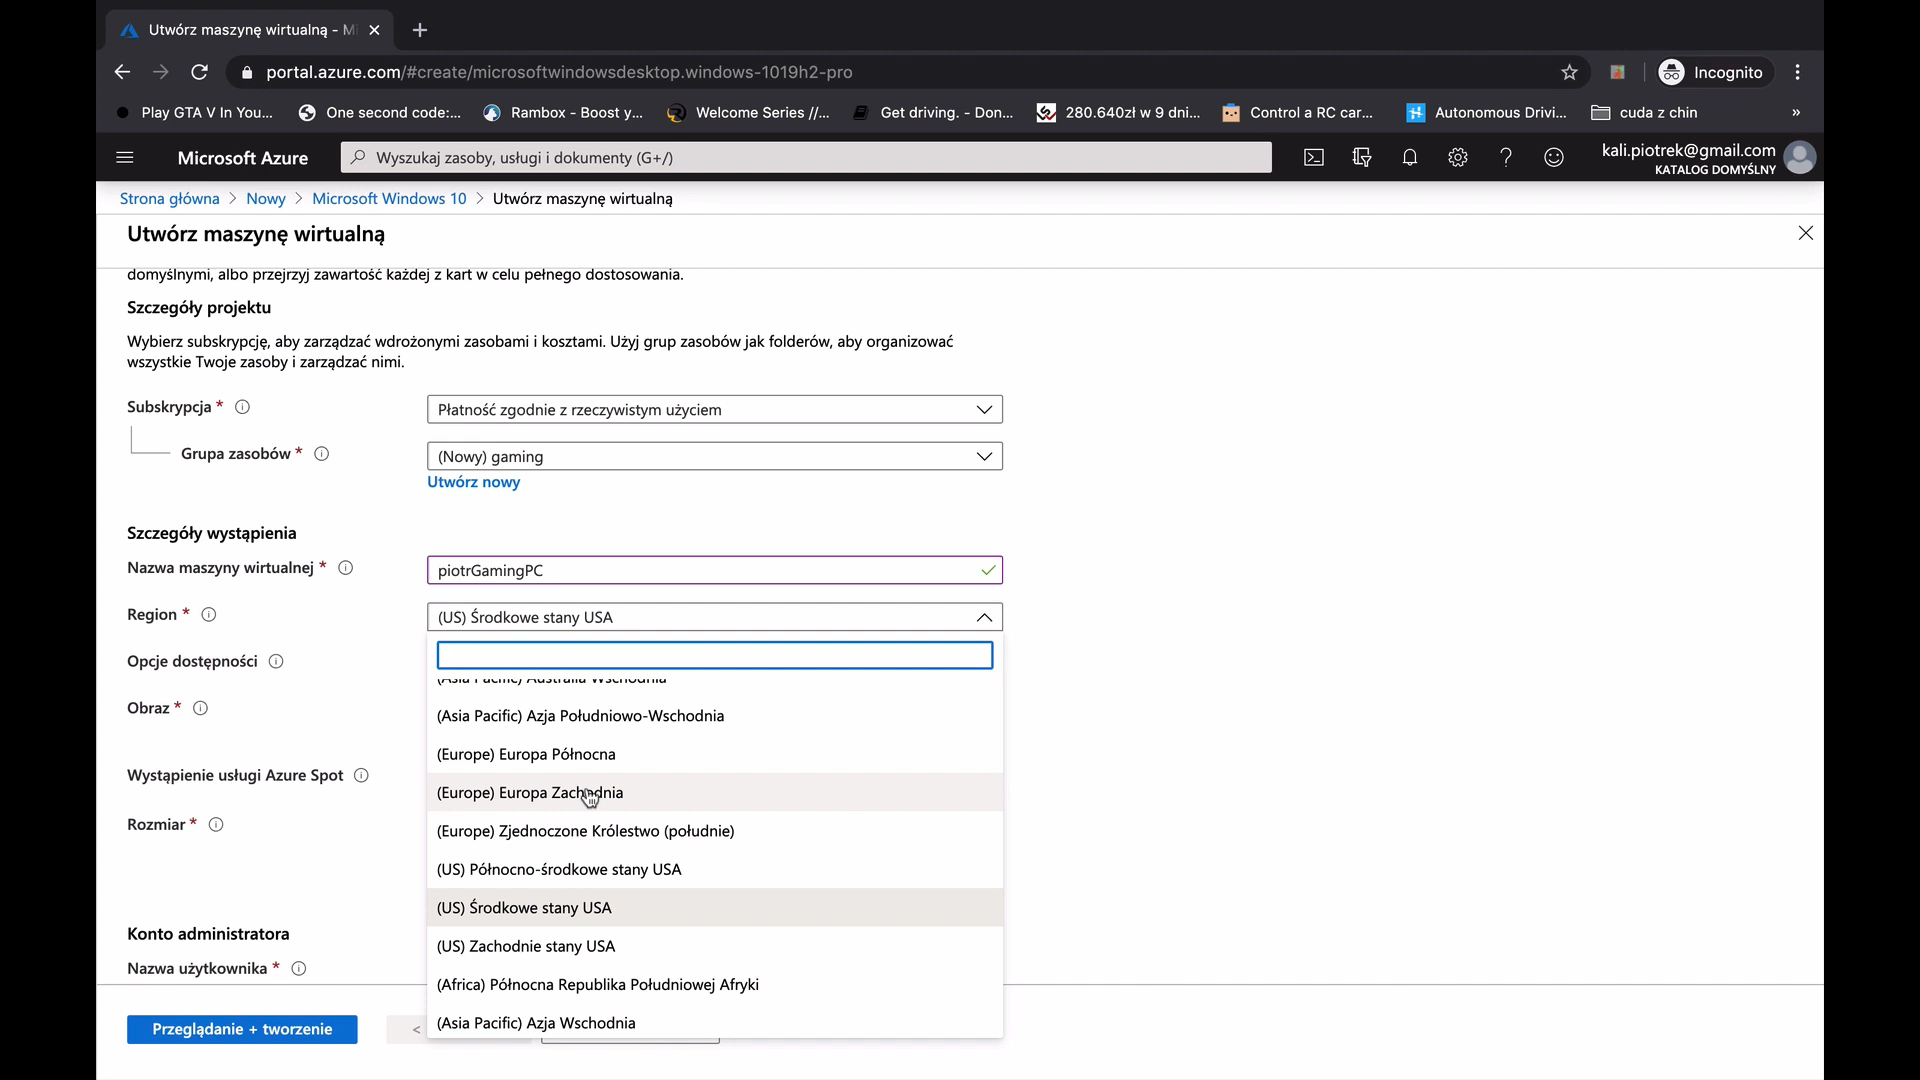 Utwórz maszynę wirtualną - Mi
portal.azure.com/#create/microsoftwindowsdesktop.windows-1019h2-pro
Incognito
Play GTA V In You...
One second code:...
Rambox - Boost y...
Welcome Series //...
Get driving. - Don...
280.640zł w 9 dni...
Control a RC car...
Autonomous Drivi...
cuda z chin
»
Microsoft Azure
Wyszukaj zasoby, usługi i dokumenty (G+/)
kali.piotrek@gmail.com
KATALOG DOMYŚLNY
Strona główna > Nowy > Microsoft Windows 10 > Utwórz maszynę wirtualną
Utwórz maszynę wirtualną
domyślnymi, albo przejrzyj zawartość każdej z kart w celu pełnego dostosowania.
Szczegóły projektu
Wybierz subskrypcję, aby zarządzać wdrożonymi zasobami i kosztami. Użyj grup zasobów jak folderów, aby organizować
wszystkie Twoje zasoby i zarządzać nimi.
Subskrypcja *
Płatność zgodnie z rzeczywistym użyciem
Grupa zasobów *
(Nowy) gaming
Utwórz nowy
Szczegóły wystąpienia
Nazwa maszyny wirtualnej *
piotrGamingPC
Region *
(US) Środkowe stany USA
Opcje dostępności
(Asia Pacific) Australia Wschodnia
Obraz *
(Asia Pacific) Azja Południowo-Wschodnia
(Europe) Europa Północna
Wystąpienie usługi Azure Spot
(Europe) Europa Zachodnia
Rozmiar *
(Europe) Zjednoczone Królestwo (południe)
(US) Północno-środkowe stany USA
(US) Środkowe stany USA
Konto administratora
(US) Zachodnie stany USA
Nazwa użytkownika *
(Africa) Północna Republika Południowej Afryki
(Asia Pacific) Azja Wschodnia
Przeglądanie + tworzenie
<